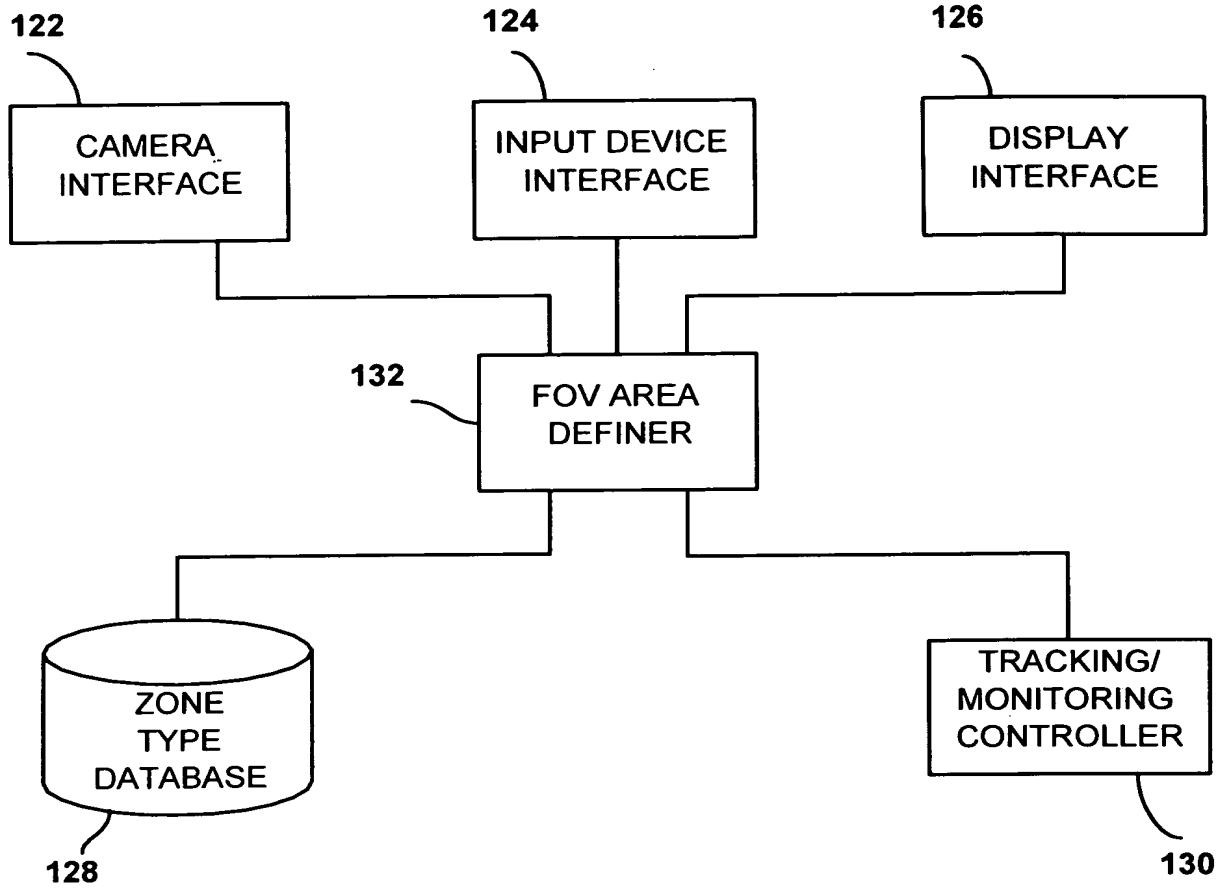 122
124
126
CAMERA
INTERFACE
INPUT DEVICE
INTERFACE
DISPLAY
INTERFACE
132
FOV AREA
DEFINER
ZONE
TYPE
DATABASE
TRACKING/
MONITORING
CONTROLLER
128
130